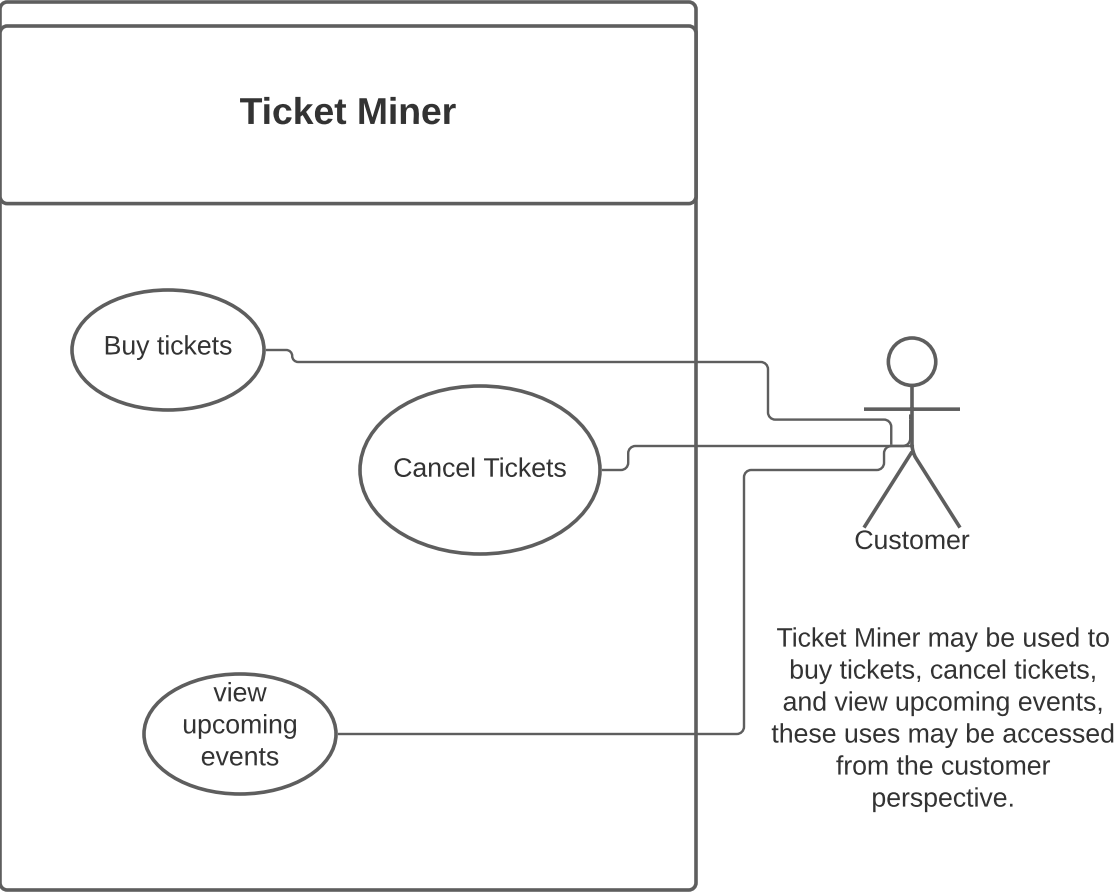 Ticket Miner
Buy tickets
Cancel Tickets
Customer
view
upcoming
events
Ticket Miner may be used to
buy tickets, cancel tickets,
and view upcoming events,
these uses may be accessed
from the customer
perspective.